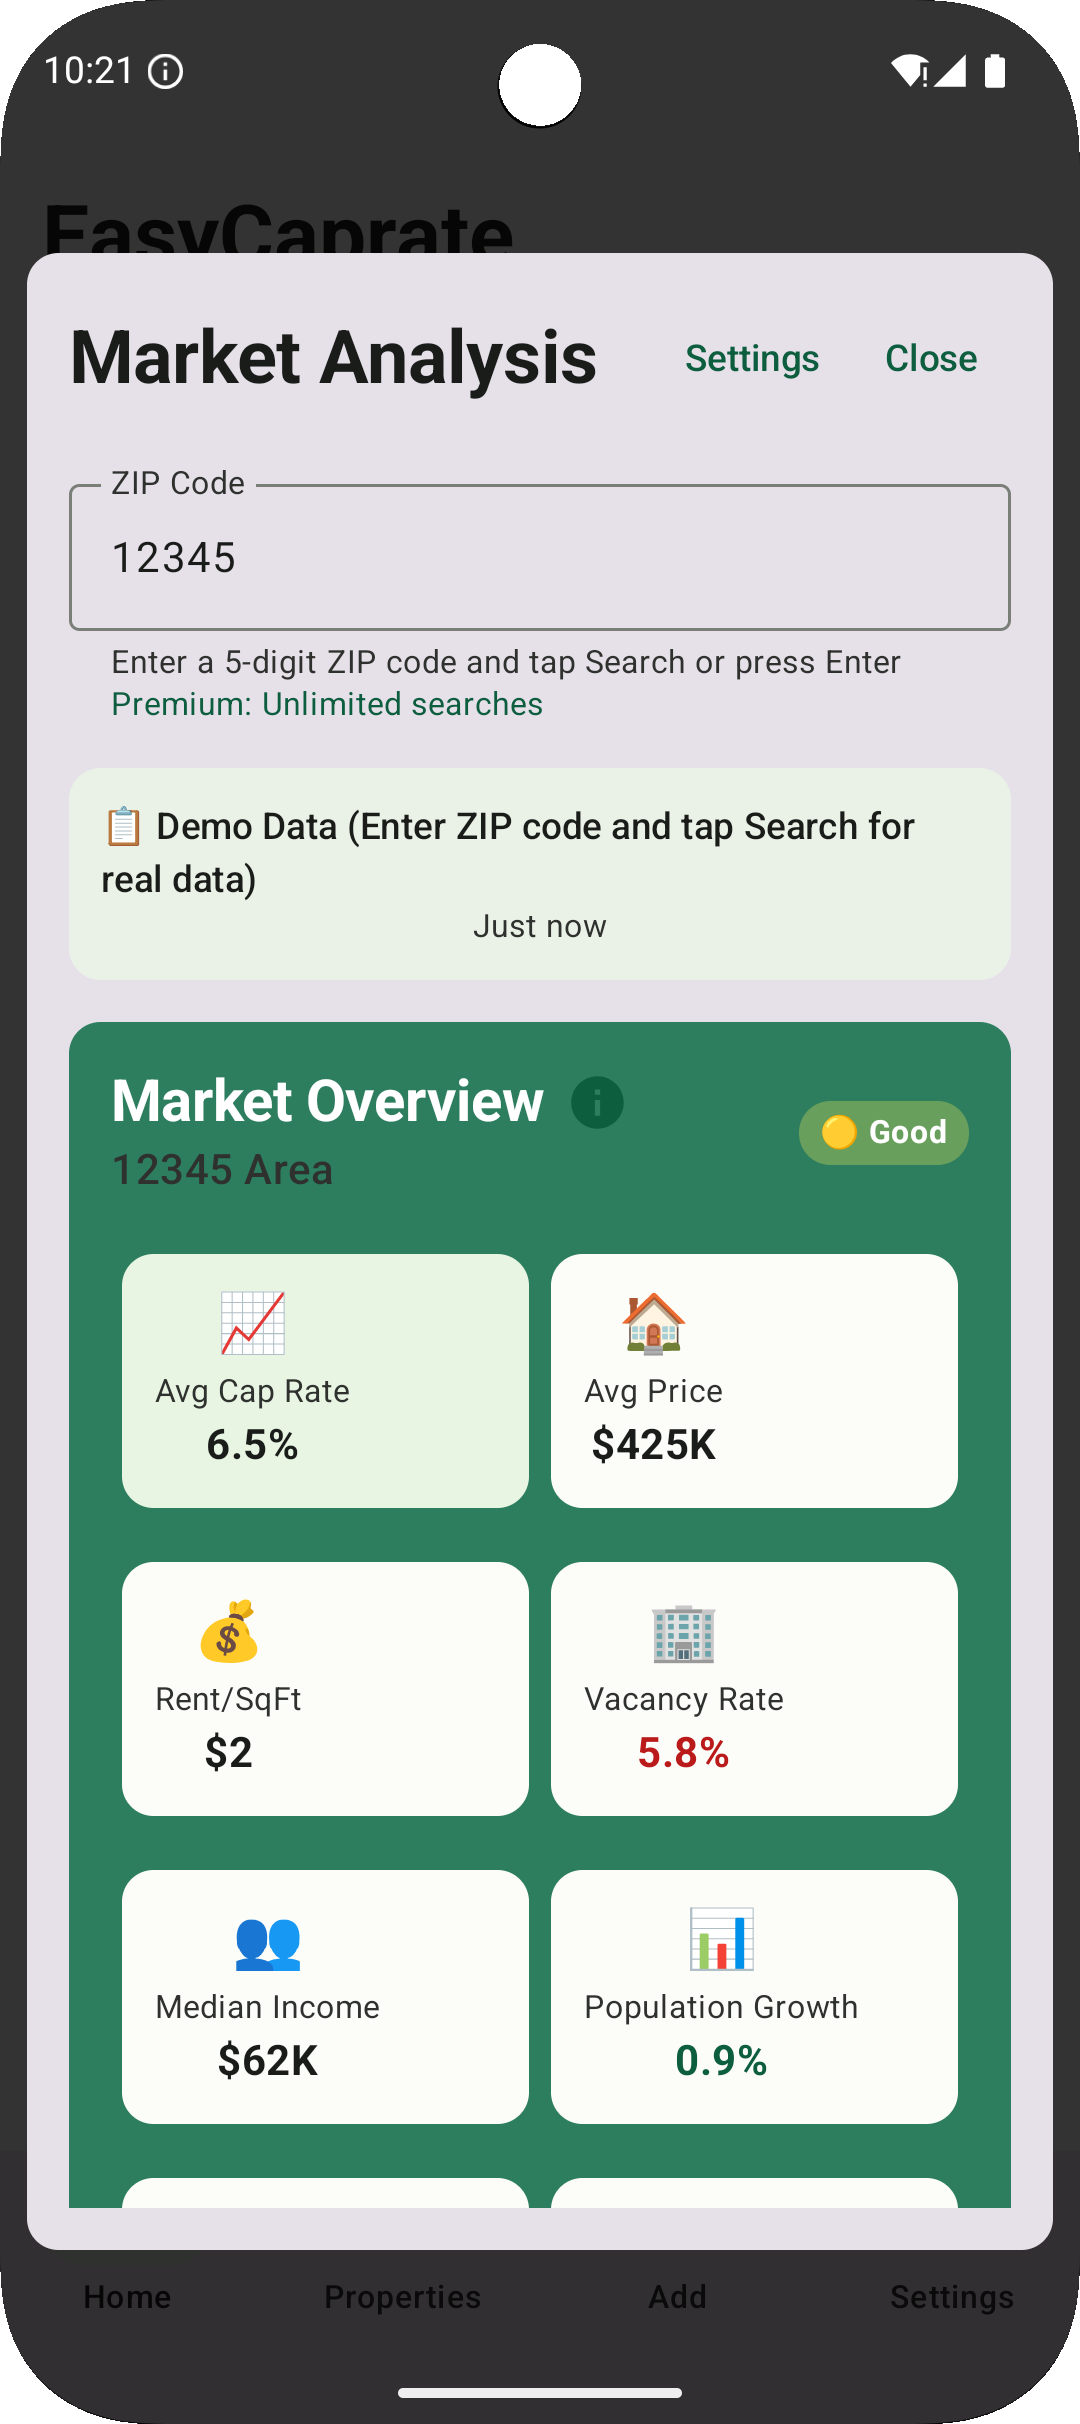 10:21
EasyCaprate
Market Analysis
Settings
Close
ZIP Code
12345
Enter a 5-digit ZIP code and tap Search or press Enter
Premium: Unlimited searches
📋 Demo Data (Enter ZIP code and tap Search for
real data)
Just now
Market Overview
Good
12345 Area
Avg Cap Rate
6.5%
Avg Price
$425K
Rent/SqFt
$2
Vacancy Rate
5.8%
Median Income
$62K
Population Growth
0.9%
Home
Properties
Add
Settings